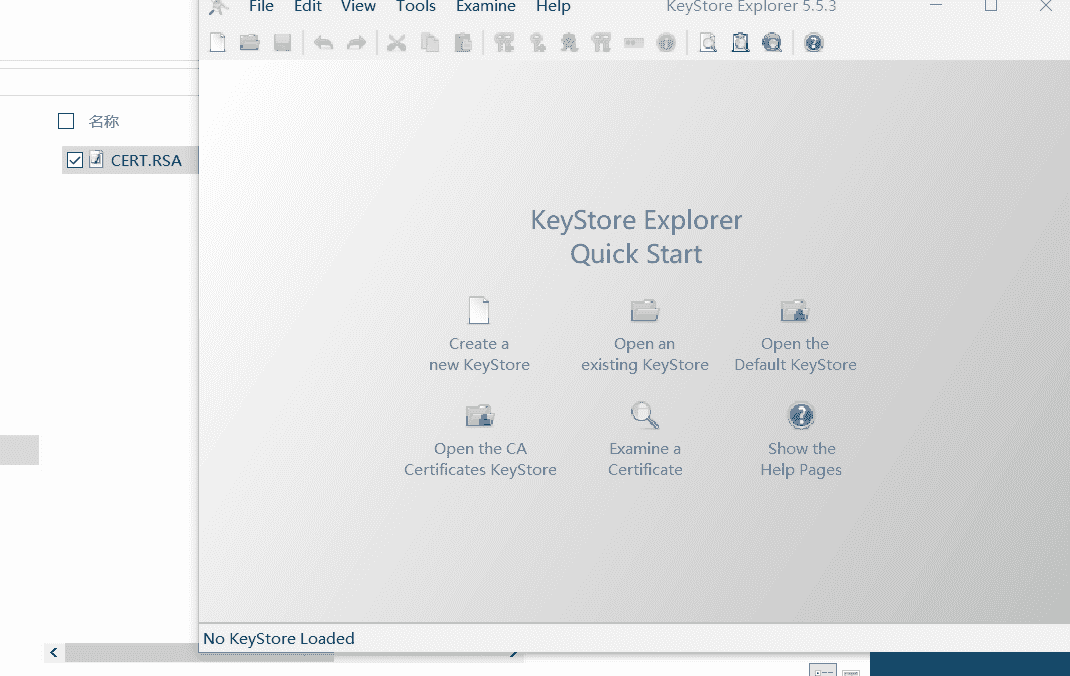 File Edit View Tools Examine Help
KeyStore Explorer 5.5.3
名称
CERT.RSA
KeyStore Explorer
Quick Start
Create a
new KeyStore
Open an
existing KeyStore
Open the
Default KeyStore
Open the CA
Certificates KeyStore
Examine a
Certificate
Show the
Help Pages
No KeyStore Loaded